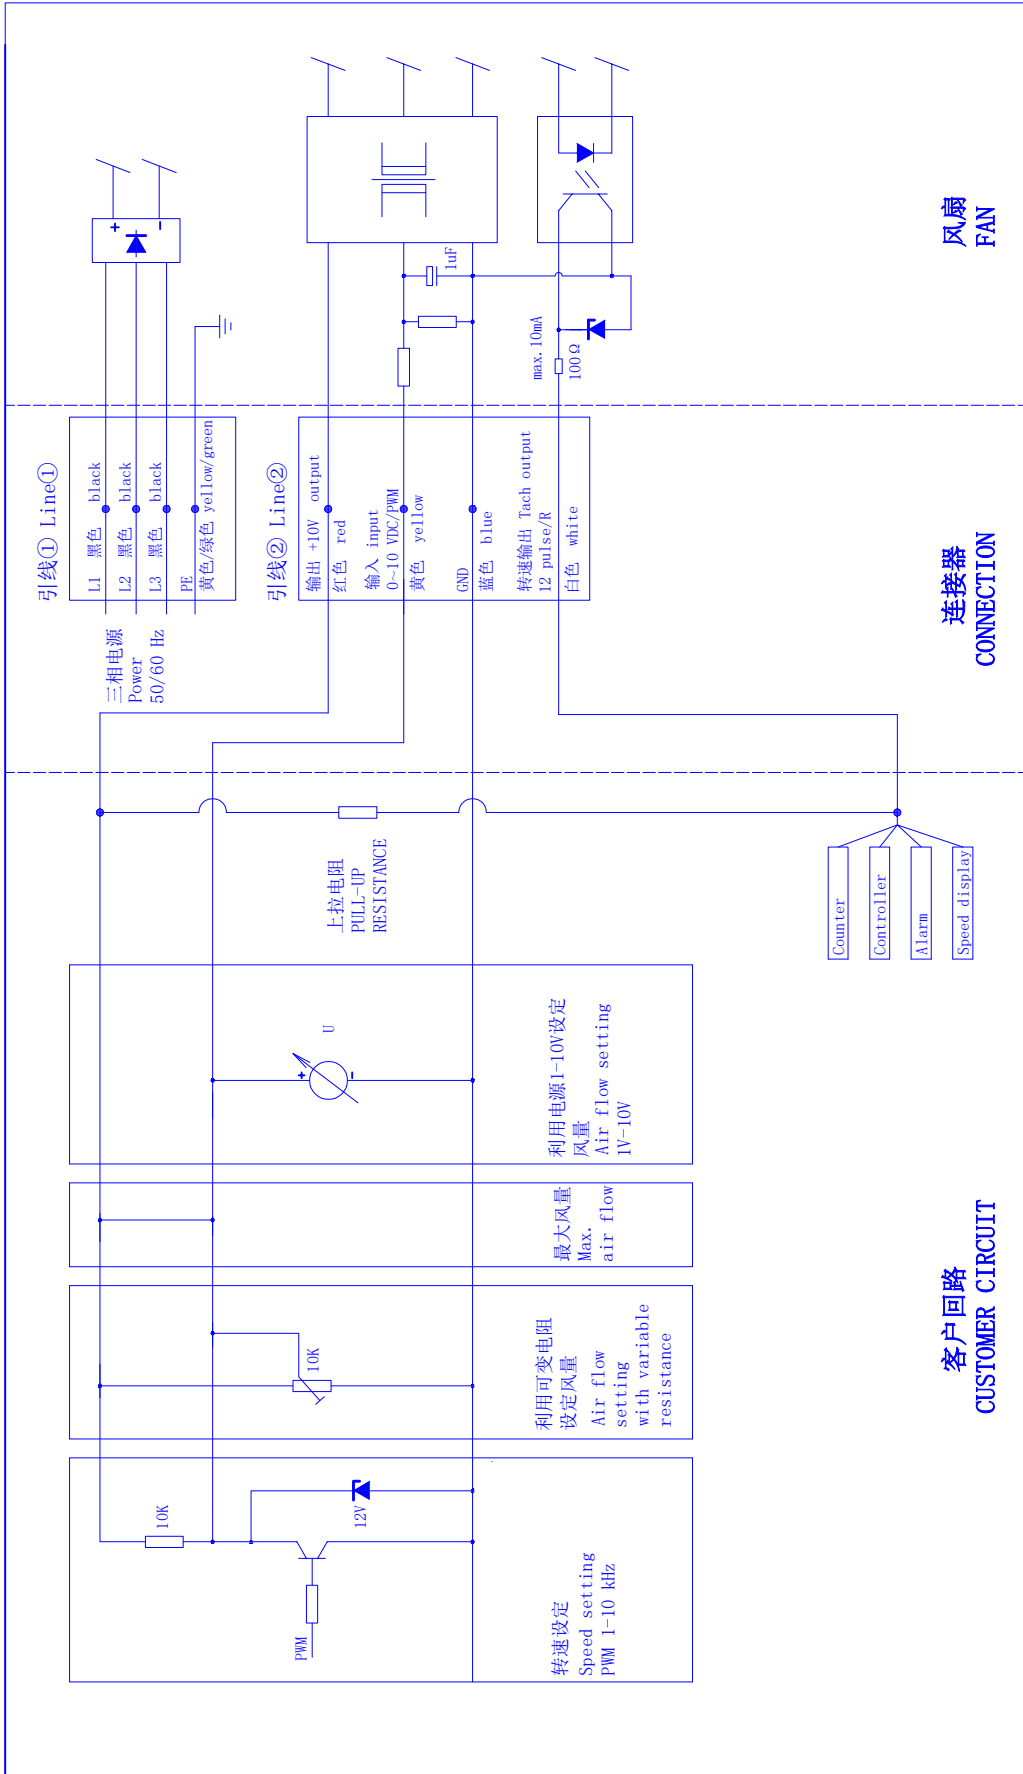 风扇
FAN
+
−
1uF
max.10mA
100Ω
连接器
CONNECTION
引线① Line①
L1 黑色 black
L2 黑色 black
L3 黑色 black
PE
黄色/绿色 yellow/green
三相电源
Power
50/60 Hz
引线② Line②
输出 +10V output
红色 red
输入 input
0~10 VDC/PWM
黄色 yellow
GND
蓝色 blue
转速输出 Tach output
12 pulse/R
白色 white
客户回路
CUSTOMER CIRCUIT
上拉电阻
PULL-UP
RESISTANCE
Counter
Controller
Alarm
Speed display
U
+
−
利用电源1-10V设定
风量
Air flow setting
1V-10V
最大风量
Max.
air flow
10K
利用可变电阻
设定风量
Air flow
setting
with variable
resistance
10K
12V
PWM
转速设定
Speed setting
PWM 1-10 kHz